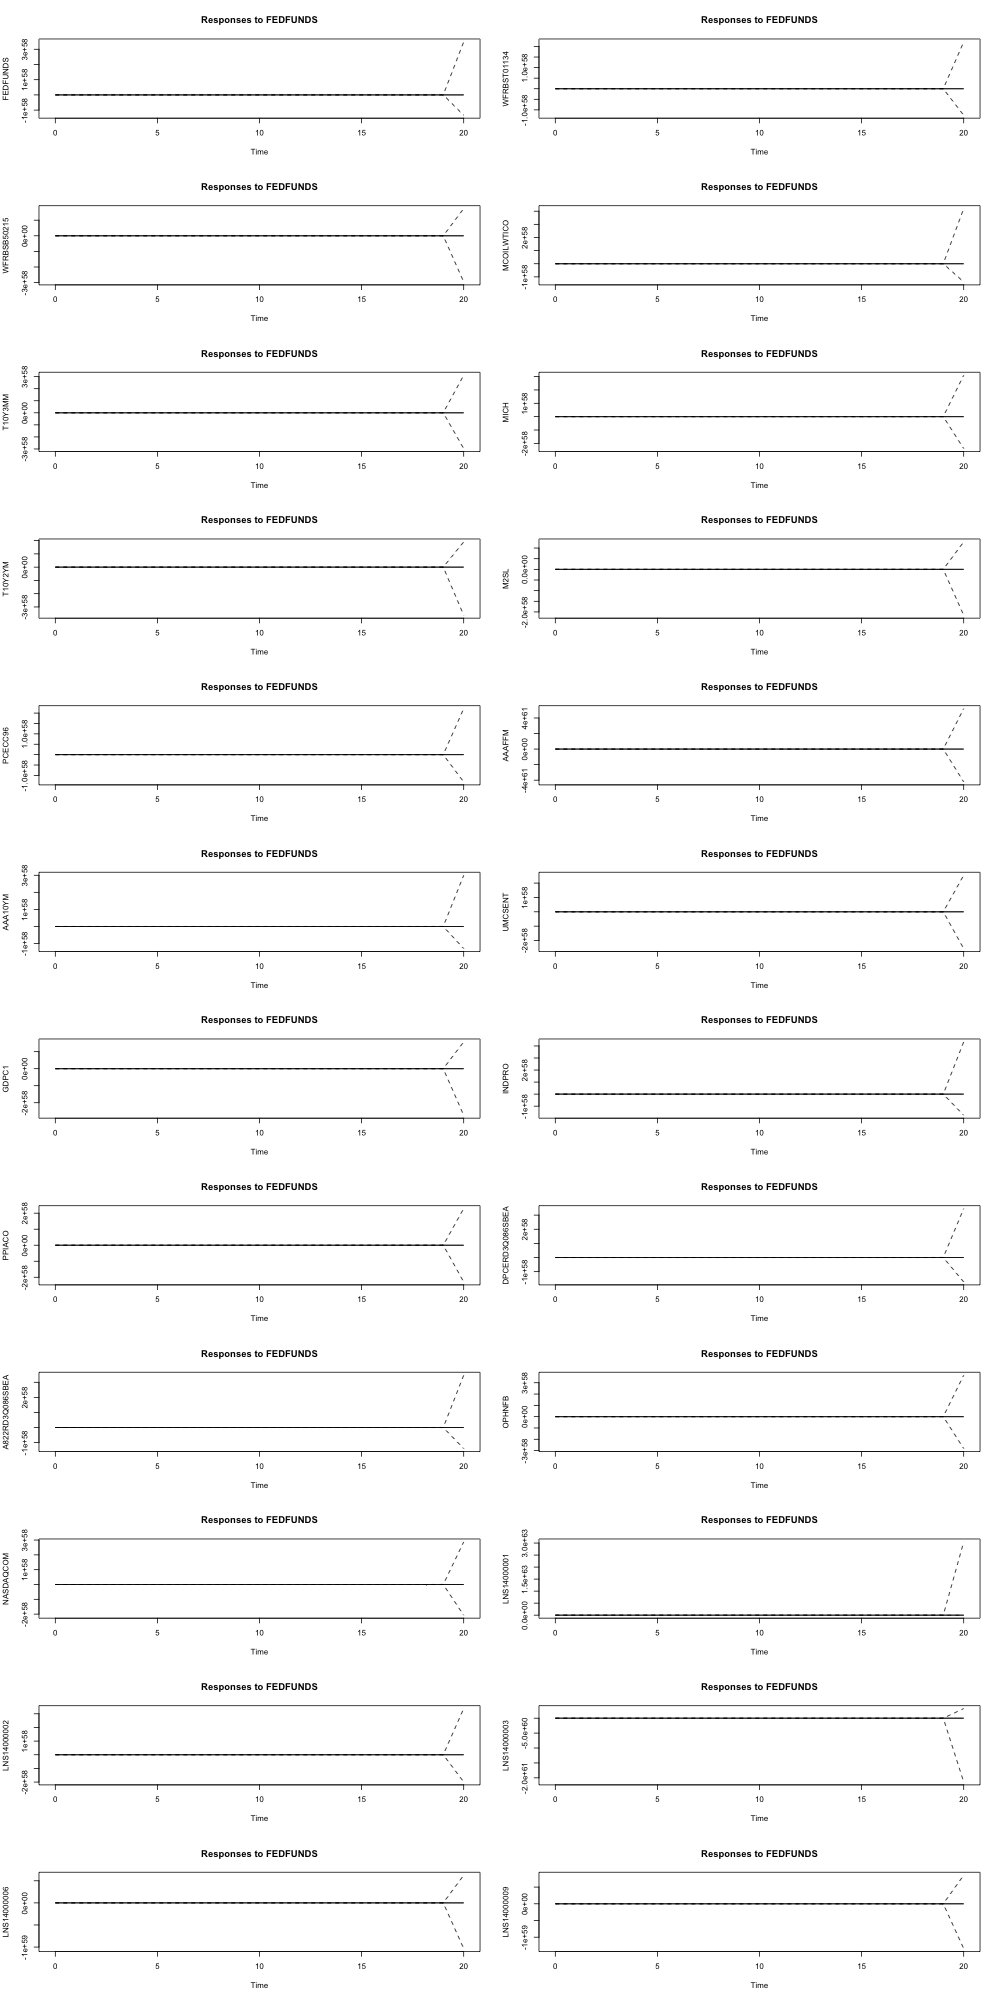 Responses to FEDFUNDS
FEDFUNDS
-1e+58 1e+58 3e+58
0 5 10 15 20
Time
Responses to FEDFUNDS
WFRBST01134
-1.0e+58 1.0e+58
0 5 10 15 20
Time
Responses to FEDFUNDS
WFRBSB50215
-3e+58 0e+00
0 5 10 15 20
Time
Responses to FEDFUNDS
MCOILWTICO
-1e+58 2e+58
0 5 10 15 20
Time
Responses to FEDFUNDS
T10Y3MM
-3e+58 0e+00 3e+58
0 5 10 15 20
Time
Responses to FEDFUNDS
MICH
-2e+58 1e+58
0 5 10 15 20
Time
Responses to FEDFUNDS
T10Y2YM
-3e+58 0e+00
0 5 10 15 20
Time
Responses to FEDFUNDS
M2SL
-2.0e+58 0.0e+00
0 5 10 15 20
Time
Responses to FEDFUNDS
PCECC96
-1.0e+58 1.0e+58
0 5 10 15 20
Time
Responses to FEDFUNDS
AAAFFM
-4e+61 0e+00 4e+61
0 5 10 15 20
Time
Responses to FEDFUNDS
AAA10YM
-1e+58 1e+58 3e+58
0 5 10 15 20
Time
Responses to FEDFUNDS
UMCSENT
-2e+58 1e+58
0 5 10 15 20
Time
Responses to FEDFUNDS
GDPC1
-2e+58 0e+00
0 5 10 15 20
Time
Responses to FEDFUNDS
INDPRO
-1e+58 2e+58
0 5 10 15 20
Time
Responses to FEDFUNDS
PPIACO
-2e+58 0e+00 2e+58
0 5 10 15 20
Time
Responses to FEDFUNDS
DPCERD3Q086SBEA
-1e+58 2e+58
0 5 10 15 20
Time
Responses to FEDFUNDS
A822RD3Q086SBEA
-1e+58 2e+58
0 5 10 15 20
Time
Responses to FEDFUNDS
OPHNFB
-3e+58 0e+00 3e+58
0 5 10 15 20
Time
Responses to FEDFUNDS
NASDAQCOM
-2e+58 1e+58 3e+58
0 5 10 15 20
Time
Responses to FEDFUNDS
LNS14000001
0.0e+00 1.5e+63 3.0e+63
0 5 10 15 20
Time
Responses to FEDFUNDS
LNS14000002
-2e+58 1e+58
0 5 10 15 20
Time
Responses to FEDFUNDS
LNS14000003
-2.0e+61 -5.0e+60
0 5 10 15 20
Time
Responses to FEDFUNDS
LNS14000006
-1e+59 0e+00
0 5 10 15 20
Time
Responses to FEDFUNDS
LNS14000009
-1e+59 0e+00
0 5 10 15 20
Time